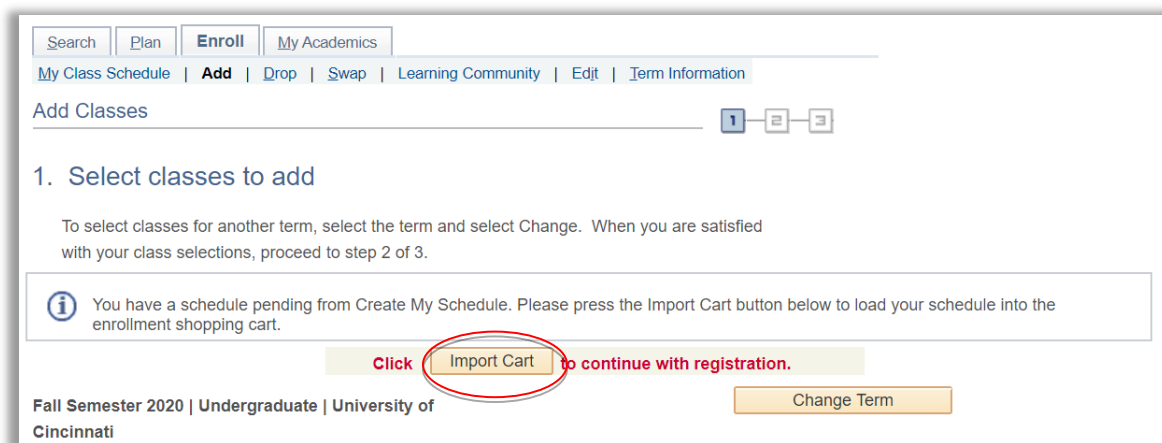 Search Plan Enroll My Academics
My Class Schedule | Add | Drop | Swap | Learning Community | Edit | Term Information
Add Classes
1 2 3
1. Select classes to add
To select classes for another term, select the term and select Change. When you are satisfied
with your class selections, proceed to step 2 of 3.
i You have a schedule pending from Create My Schedule. Please press the Import Cart button below to load your schedule into the
enrollment shopping cart.
Click Import Cart to continue with registration.
Fall Semester 2020 | Undergraduate | University of
Cincinnati
Change Term